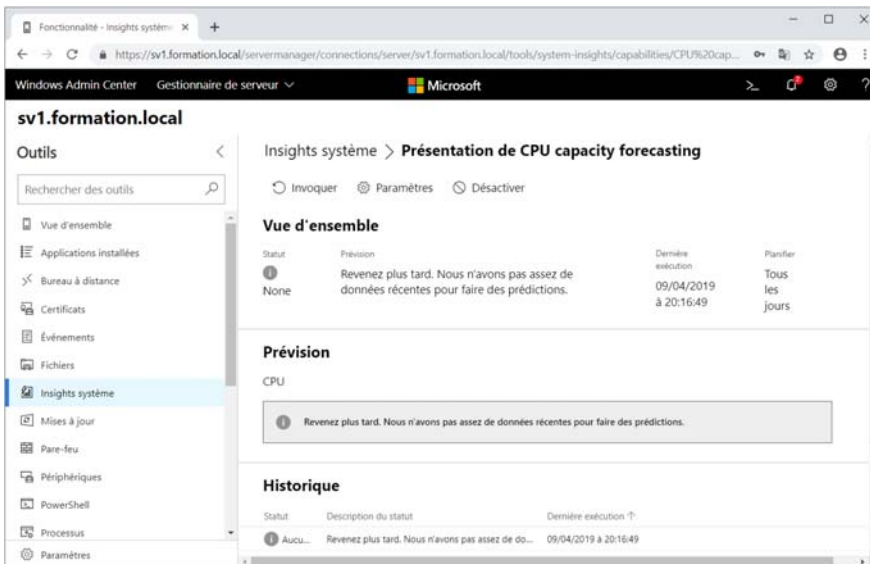 Fonctionnalité - Insights système
https://sv1.formation.local/servermanager/connections/server/sv1.formation.local/tools/system-insights/capabilities/CPU%20cap...
Windows Admin Center Gestionnaire de serveur Microsoft
2
?
sv1.formation.local
Outils
Rechercher des outils
Vue d'ensemble
Applications installées
Bureau à distance
Certificats
Événements
Fichiers
Insights système
Mises à jour
Pare-feu
Périphériques
PowerShell
Processus
Paramètres
Insights système > Présentation de CPU capacity forecasting
Invoquer Paramètres Désactiver
Vue d'ensemble
Statut Prévision Dernière exécution Planifier
None
Revenez plus tard. Nous n'avons pas assez de
données récentes pour faire des prédictions.
09/04/2019
à 20:16:49
Tous
les
jours
Prévision
CPU
Revenez plus tard. Nous n'avons pas assez de données récentes pour faire des prédictions.
Historique
Statut Description du statut Dernière exécution
Aucu... Revenez plus tard. Nous n'avons pas assez de do... 09/04/2019 à 20:16:49